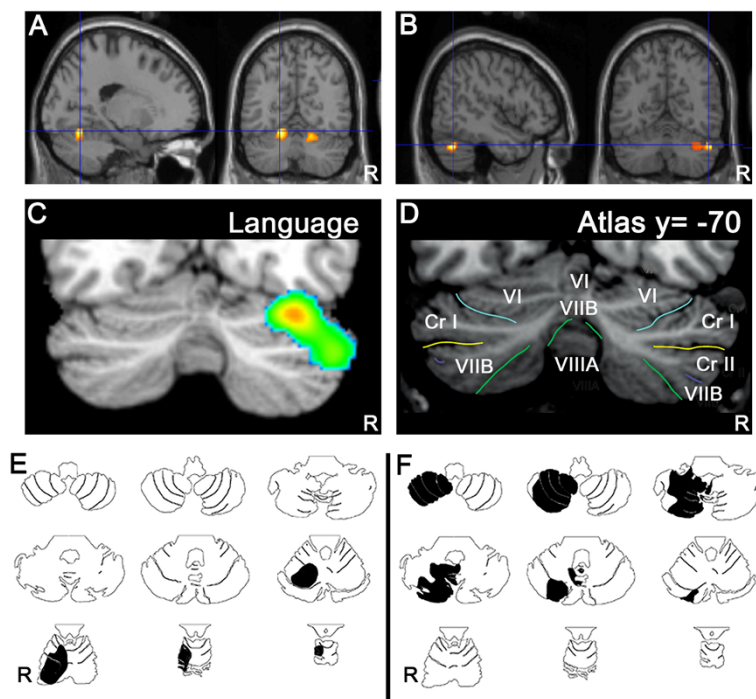 A
B
R
R
C
Language
D
Atlas y= -70
VI
VI
VI
VIIB
Cr I
Cr I
VIIB
VIIIA
Cr II
VIIB
R
R
E
F
R
R